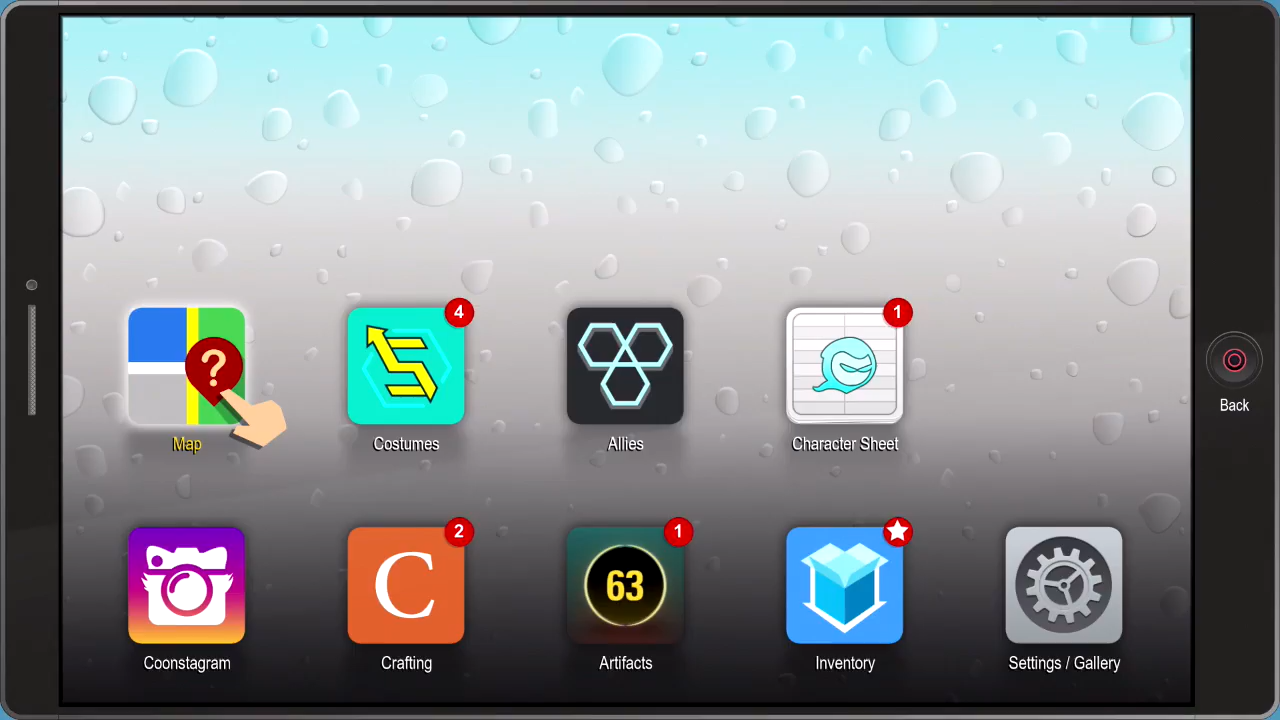 ?
4
1
Back
Map
Costumes
Allies
Character Sheet
2
1
C
63
Coonstagram
Crafting
Artifacts
Inventory
Settings / Gallery